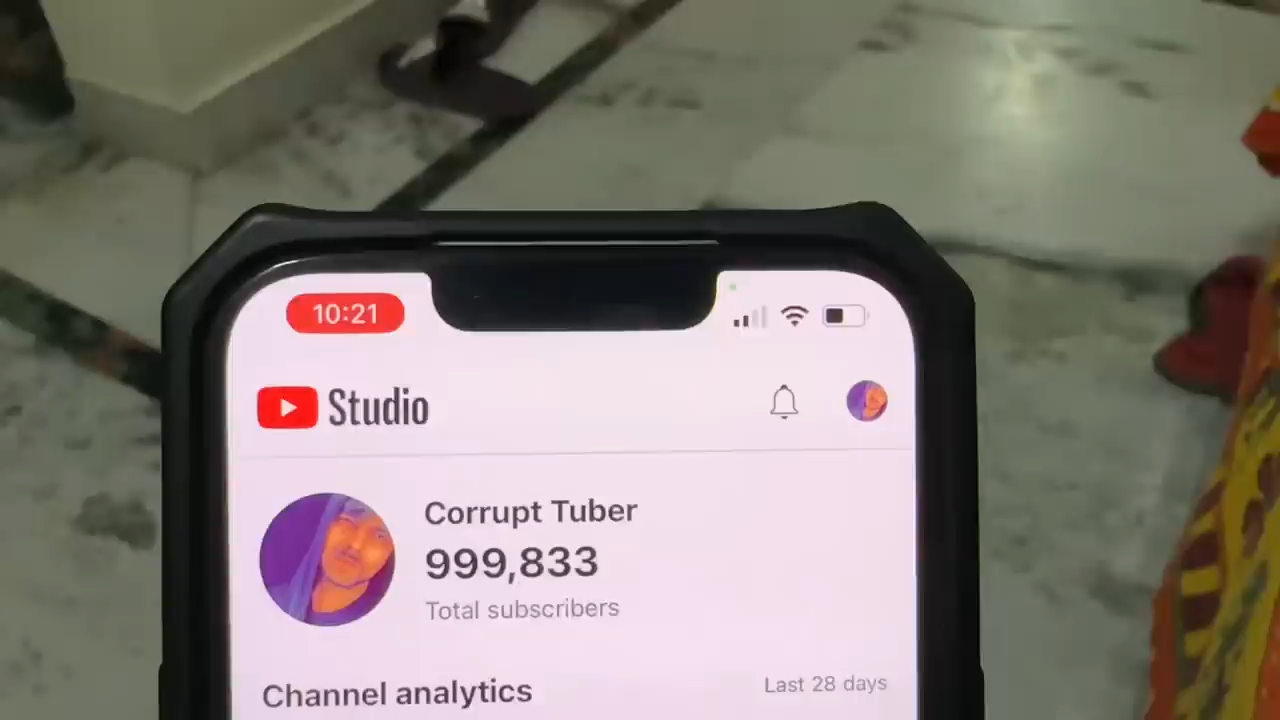 10:21
Studio
Corrupt Tuber
999,833
Total subscribers
Channel analytics
Last 28 days